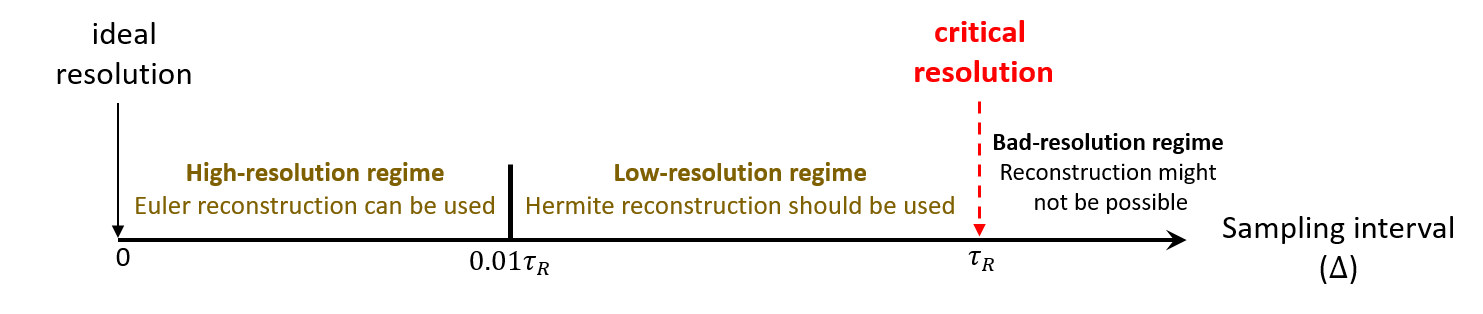 ideal
resolution
critical
resolution
High-resolution regime
Euler reconstruction can be used
Low-resolution regime
Hermite reconstruction should be used
Bad-resolution regime
Reconstruction might
not be possible
0
0.01τ_R
τ_R
Sampling interval
(Δ)